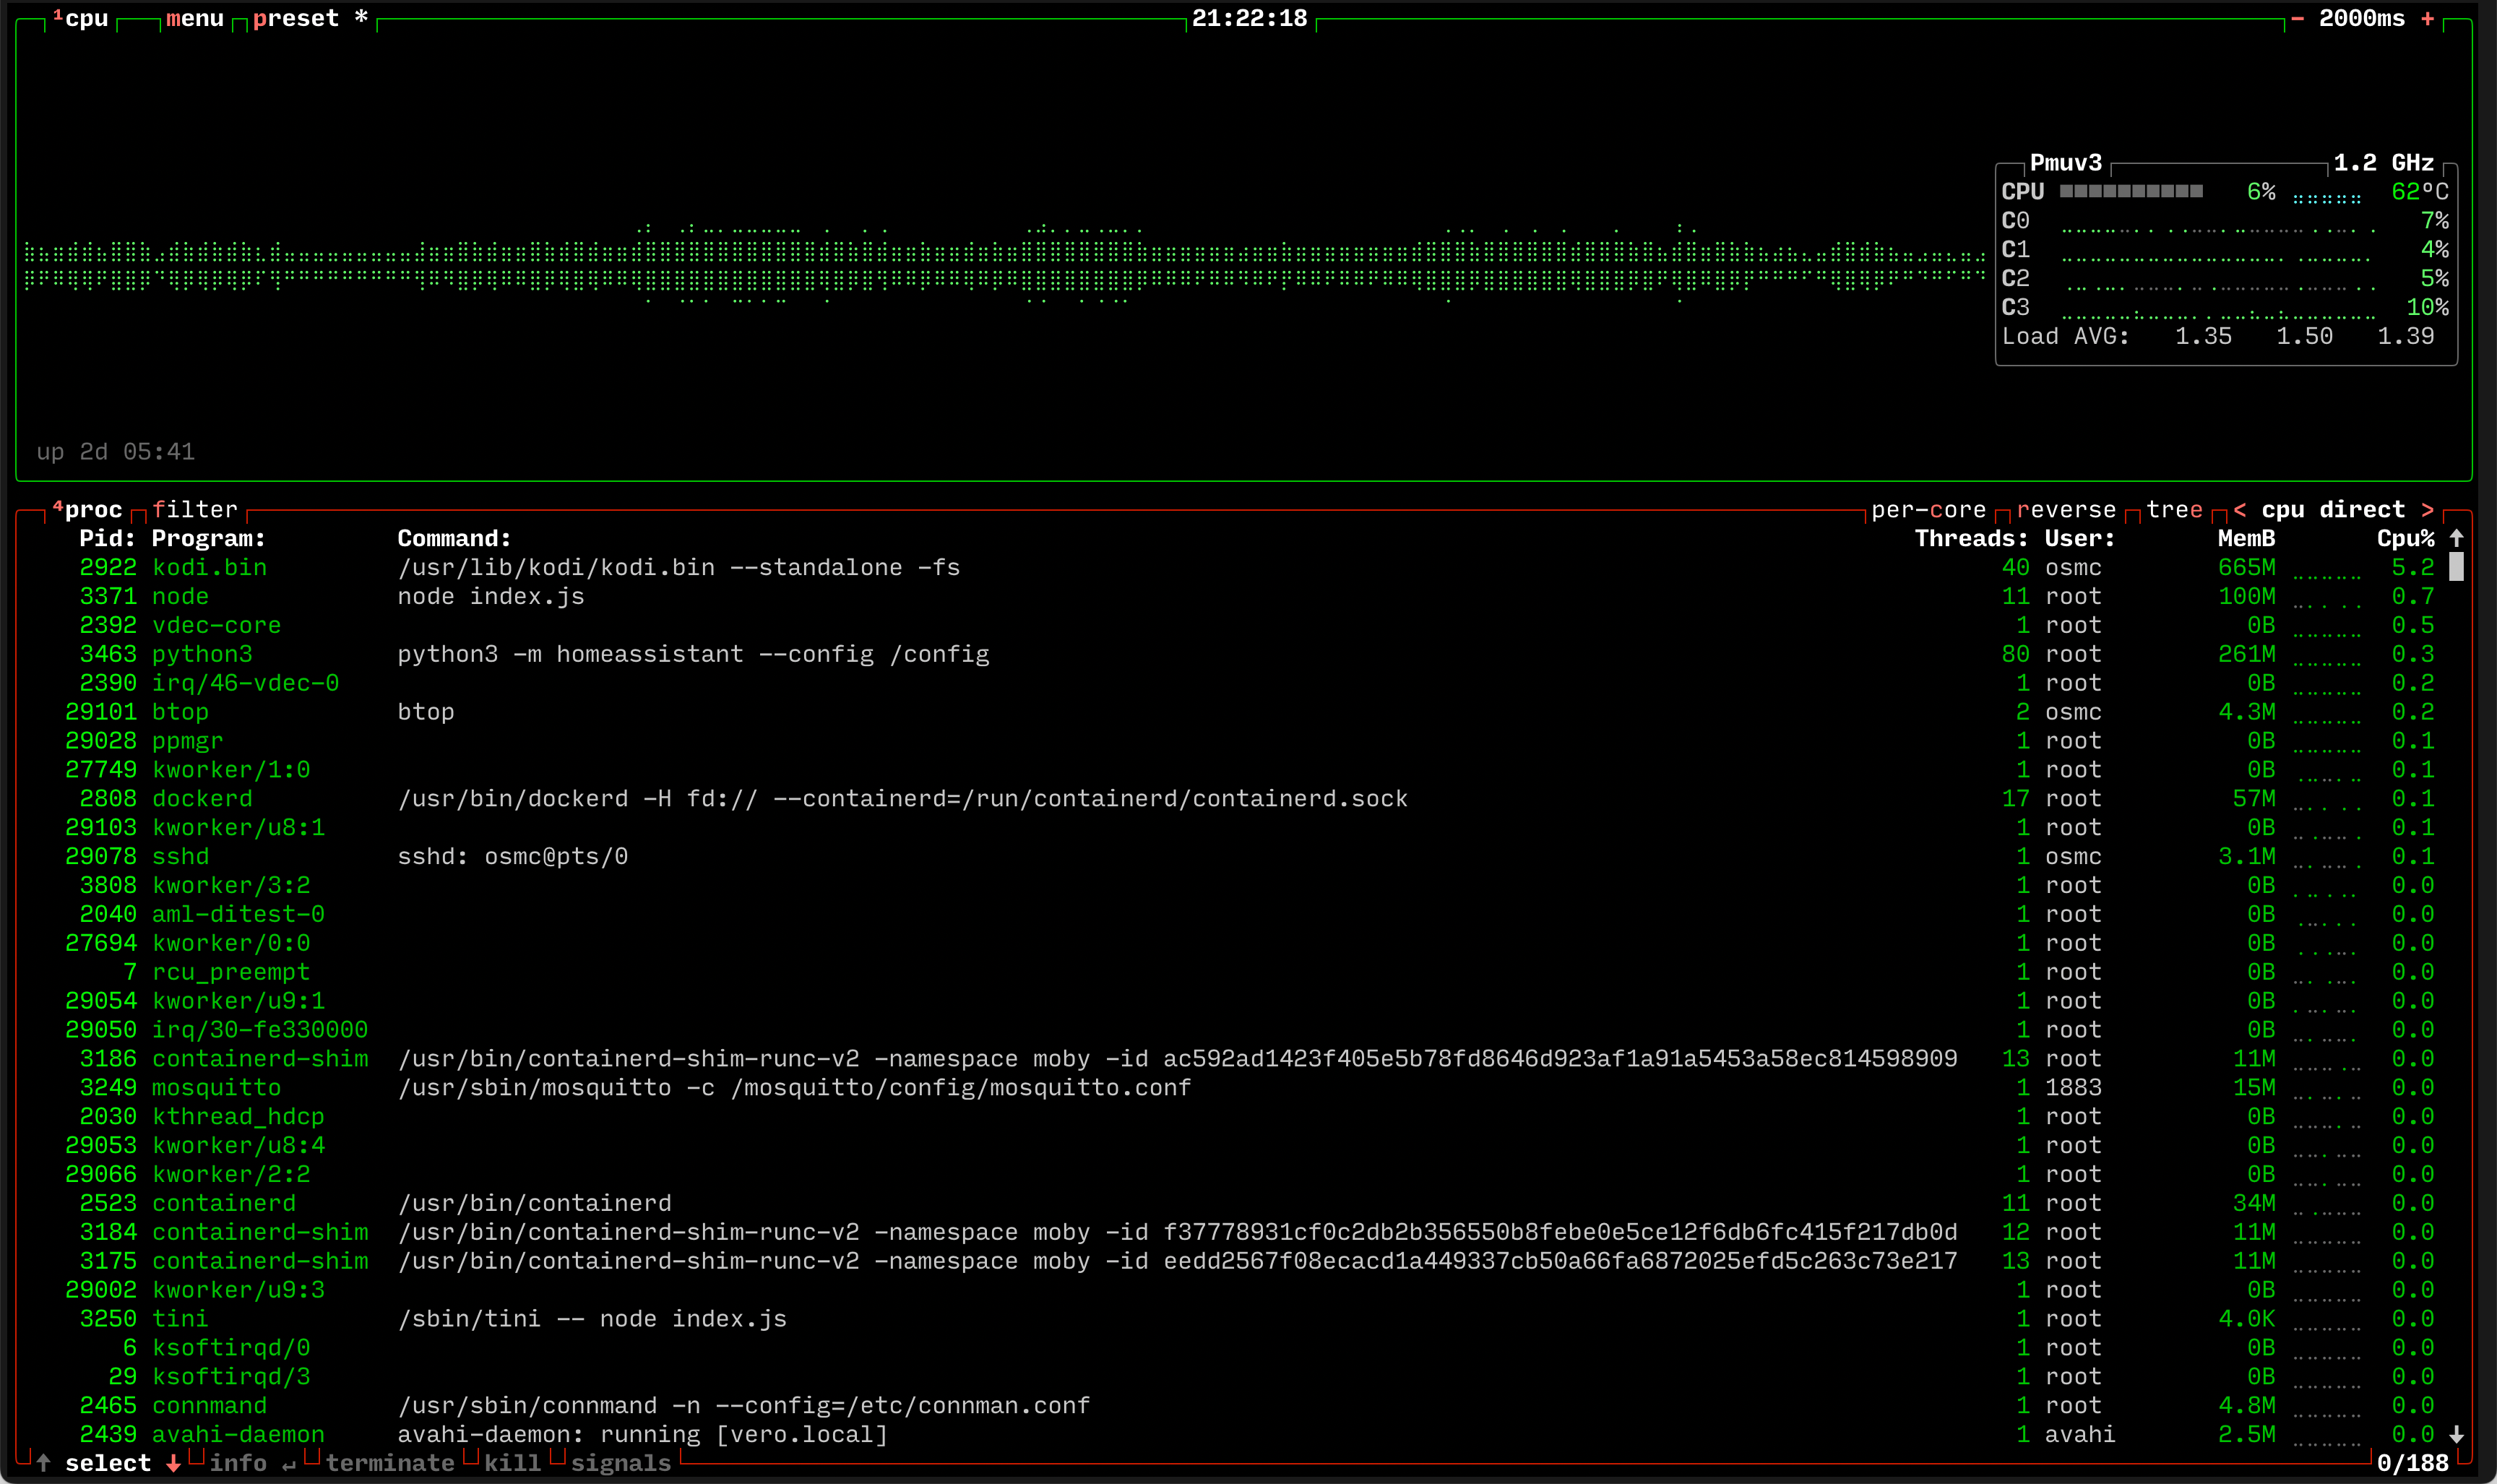 ¹cpu menu preset * 21:22:18 - 2000ms +
Pmuv3 1.2 GHz
CPU 6% 62°C
C0 7%
C1 4%
C2 5%
C3 10%
Load AVG: 1.35 1.50 1.39
up 2d 05:41
⁴proc filter per-core reverse tree < cpu direct >
Pid: Program: Command: Threads: User: MemB Cpu% ↑
2922 kodi.bin /usr/lib/kodi/kodi.bin --standalone -fs 40 osmc 665M 5.2
3371 node node index.js 11 root 100M 0.7
2392 vdec-core 1 root 0B 0.5
3463 python3 python3 -m homeassistant --config /config 80 root 261M 0.3
2390 irq/46-vdec-0 1 root 0B 0.2
29101 btop btop 2 osmc 4.3M 0.2
29028 ppmgr 1 root 0B 0.1
27749 kworker/1:0 1 root 0B 0.1
2808 dockerd /usr/bin/dockerd -H fd:// --containerd=/run/containerd/containerd.sock 17 root 57M 0.1
29103 kworker/u8:1 1 root 0B 0.1
29078 sshd sshd: osmc@pts/0 1 osmc 3.1M 0.1
3808 kworker/3:2 1 root 0B 0.0
2040 aml-ditest-0 1 root 0B 0.0
27694 kworker/0:0 1 root 0B 0.0
7 rcu_preempt 1 root 0B 0.0
29054 kworker/u9:1 1 root 0B 0.0
29050 irq/30-fe330000 1 root 0B 0.0
3186 containerd-shim /usr/bin/containerd-shim-runc-v2 -namespace moby -id ac592ad1423f405e5b78fd8646d923af1a91a5453a58ec814598909 13 root 11M 0.0
3249 mosquitto /usr/sbin/mosquitto -c /mosquitto/config/mosquitto.conf 1 1883 15M 0.0
2030 kthread_hdcp 1 root 0B 0.0
29053 kworker/u8:4 1 root 0B 0.0
29066 kworker/2:2 1 root 0B 0.0
2523 containerd /usr/bin/containerd 11 root 34M 0.0
3184 containerd-shim /usr/bin/containerd-shim-runc-v2 -namespace moby -id f37778931cf0c2db2b356550b8febe0e5ce12f6db6fc415f217db0d 12 root 11M 0.0
3175 containerd-shim /usr/bin/containerd-shim-runc-v2 -namespace moby -id eedd2567f08ecacd1a449337cb50a66fa6872025efd5c263c73e217 13 root 11M 0.0
29002 kworker/u9:3 1 root 0B 0.0
3250 tini /sbin/tini -- node index.js 1 root 4.0K 0.0
6 ksoftirqd/0 1 root 0B 0.0
29 ksoftirqd/3 1 root 0B 0.0
2465 connmand /usr/sbin/connmand -n --config=/etc/connman.conf 1 root 4.8M 0.0
2439 avahi-daemon avahi-daemon: running [vero.local] 1 avahi 2.5M 0.0 ↓
↑ select ↓ info ↵ terminate kill signals 0/188